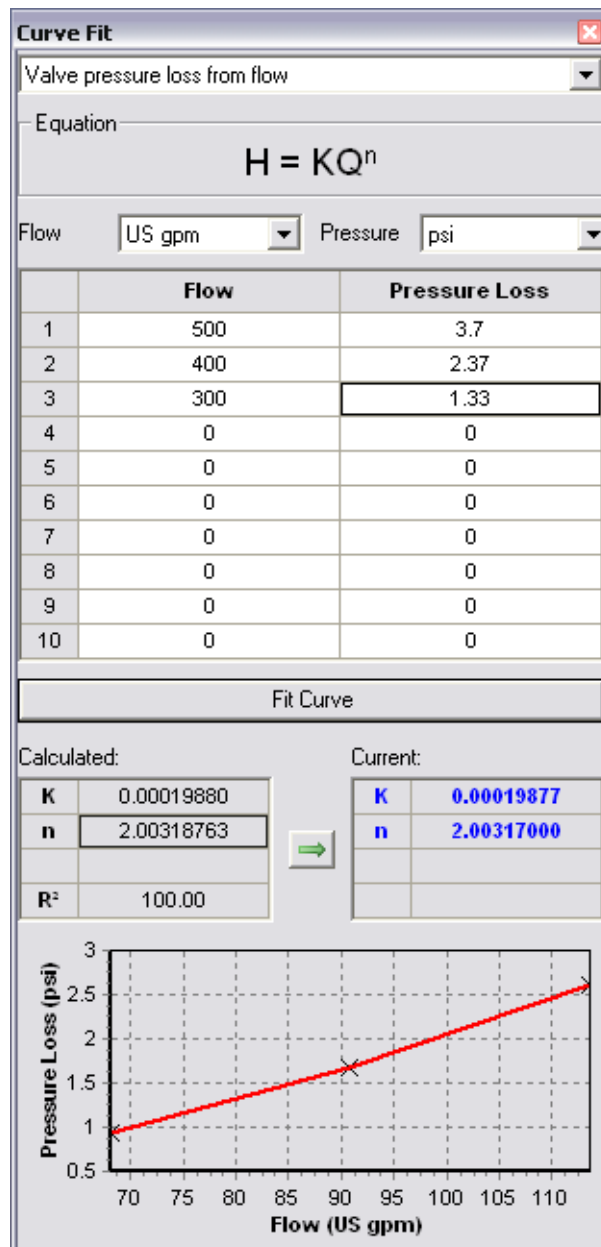 Curve Fit
Valve pressure loss from flow
Equation
H = KQⁿ
Flow US gpm Pressure psi
Flow Pressure Loss
1 500 3.7
2 400 2.37
3 300 1.33
4 0 0
5 0 0
6 0 0
7 0 0
8 0 0
9 0 0
10 0 0
Fit Curve
Calculated: Current:
K 0.00019880 K 0.00019877
n 2.00318763 n 2.00317000
R² 100.00
Pressure Loss (psi)
3
2.5
2
1.5
1
0.5
70 75 80 85 90 95 100 105 110
Flow (US gpm)